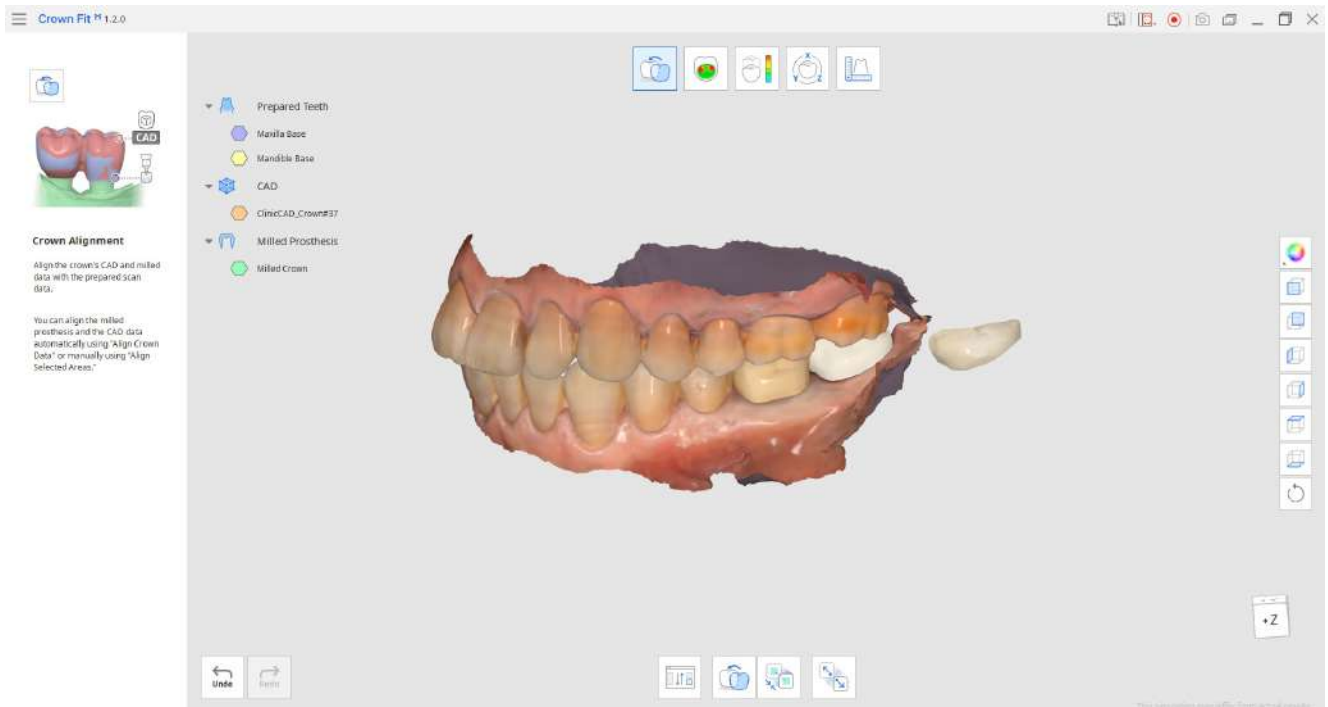 Crown Fit M 1.2.0
CAD
Crown Alignment
Align the crown's CAD and milled
data with the prepared scan
data.
You can align the milled
prosthesis and the CAD data
automatically using "Align Crown
Data" or manually using "Align
Selected Areas."
Prepared Teeth
Maxilla Base
Mandible Base
CAD
ClinicCAD_Crown#37
Milled Prosthesis
Milled Crown
X
Y
Z
+Z
Undo
Redo